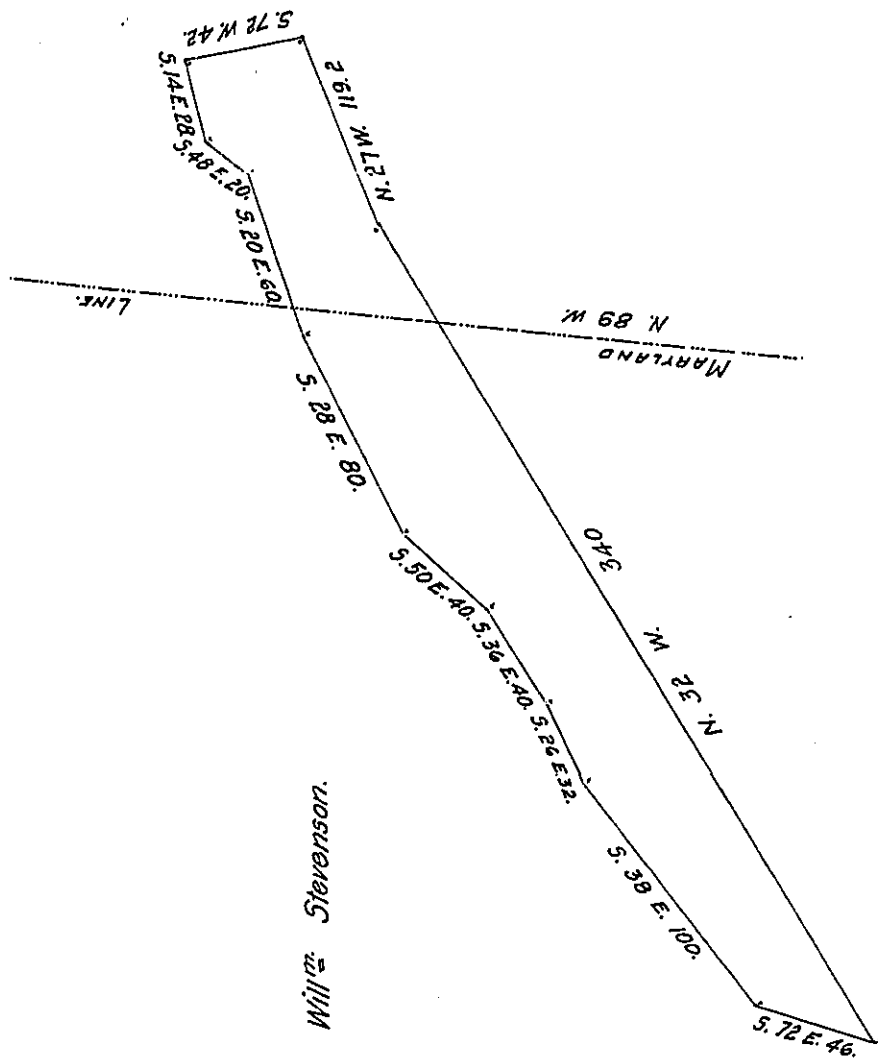 S. 72 W. 42.
S. 14 E. 28.
S. 48 E. 20.
S. 20 E. 60.
N. 27 W. 119.2
MARYLAND LINE.
N. 89 W.
S. 28 E. 80.
S. 50 E. 40.
S. 36 E. 40.
S. 26 E. 32.
S. 38 E. 100.
S. 72 E. 46.
N. 32 W. 340
Willm. Stevenson.